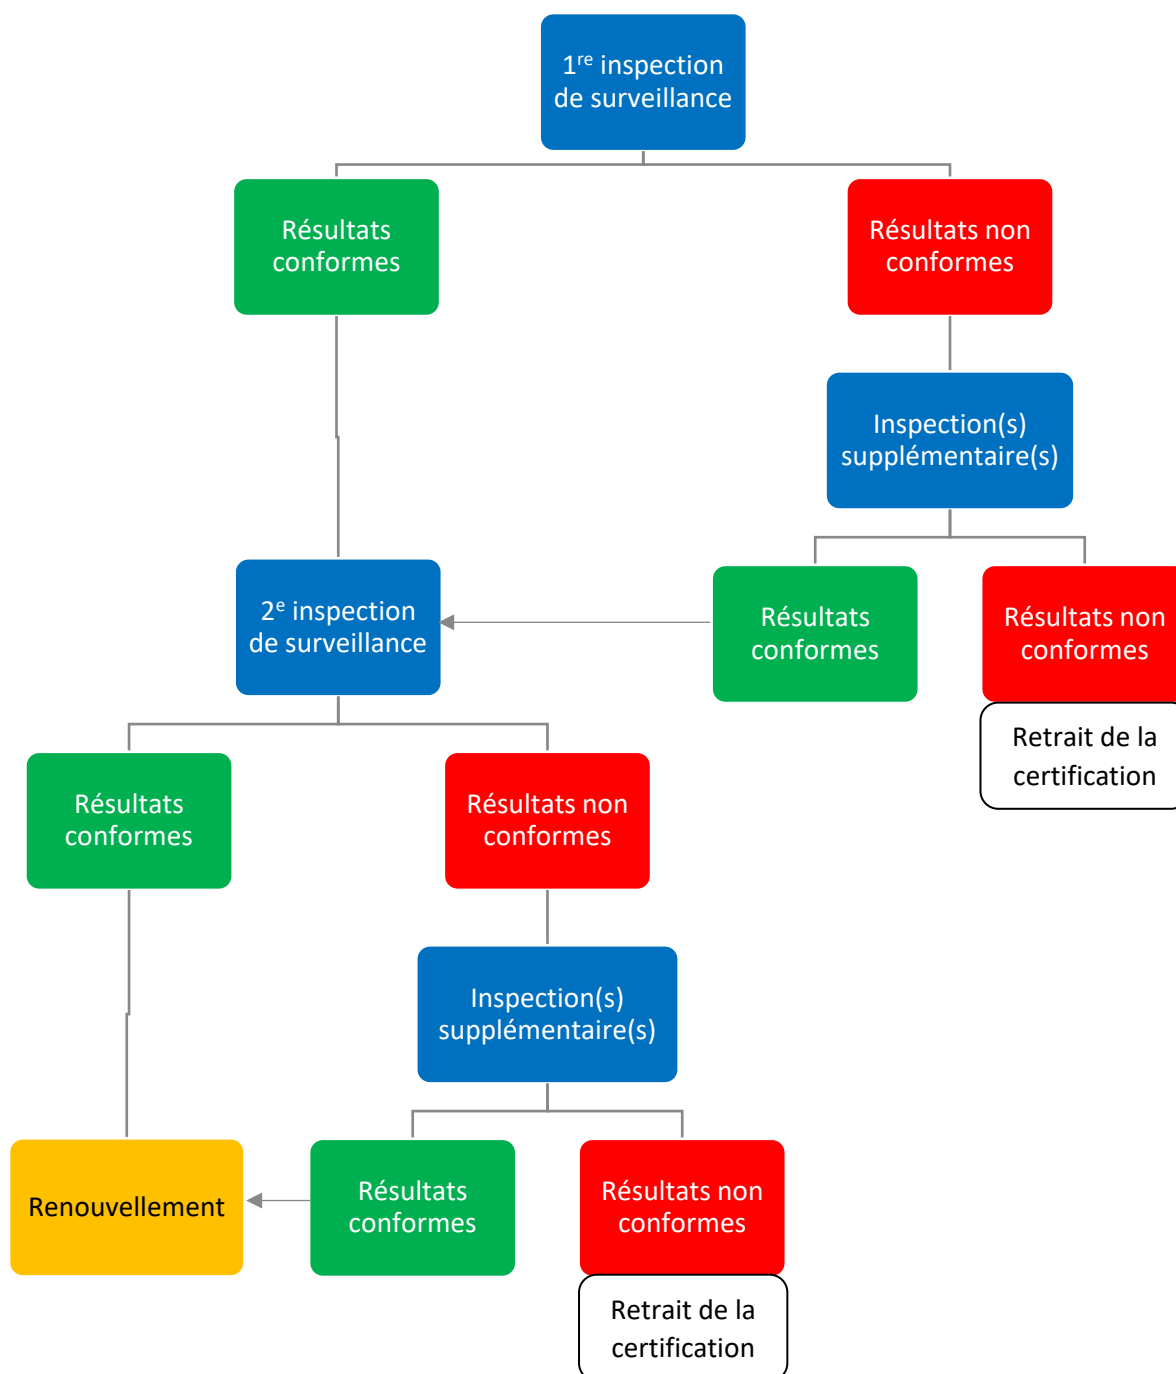 1re inspection
de surveillance
Résultats
conformes
Résultats non
conformes
Inspection(s)
supplémentaire(s)
2e inspection
de surveillance
Résultats
conformes
Résultats non
conformes
Retrait de la
certification
Résultats
conformes
Résultats non
conformes
Inspection(s)
supplémentaire(s)
Renouvellement
Résultats
conformes
Résultats non
conformes
Retrait de la
certification